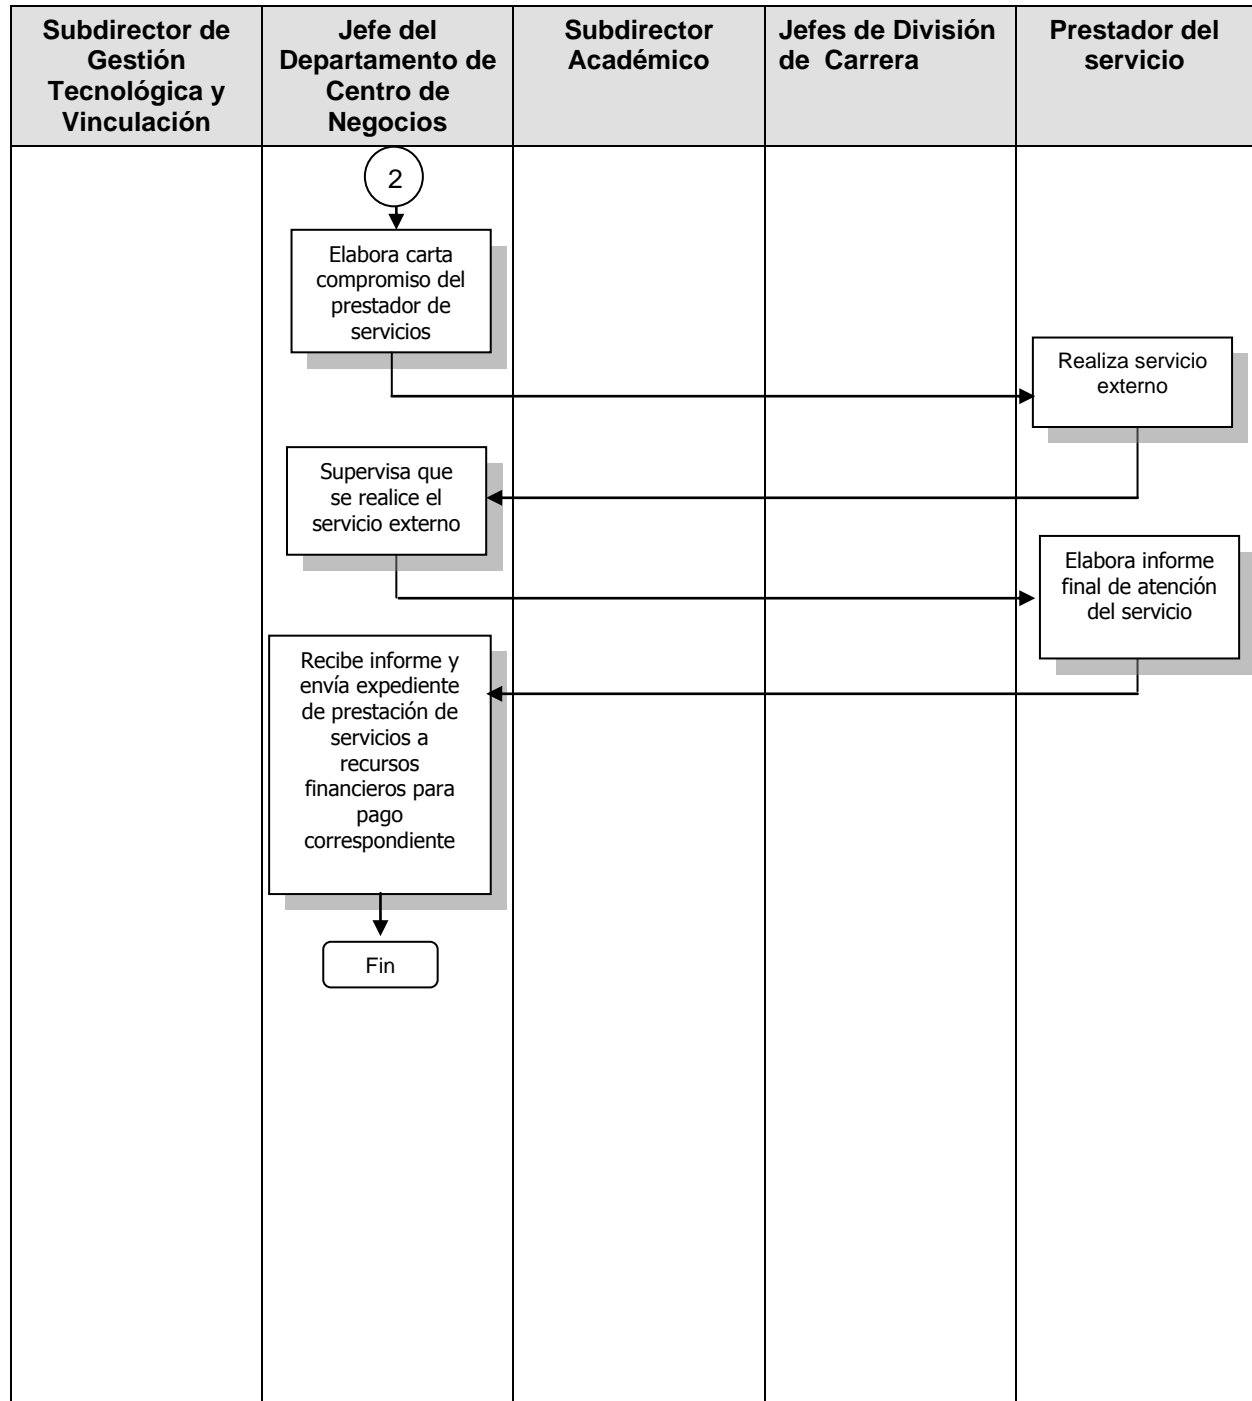 Subdirector de
Gestión
Tecnológica y
Vinculación
Jefe del
Departamento de
Centro de
Negocios
Subdirector
Académico
Jefes de División
de Carrera
Prestador del
servicio
2
Elabora carta
compromiso del
prestador de
servicios
Realiza servicio
externo
Supervisa que
se realice el
servicio externo
Elabora informe
final de atención
del servicio
Recibe informe y
envía expediente
de prestación de
servicios a
recursos
financieros para
pago
correspondiente
Fin